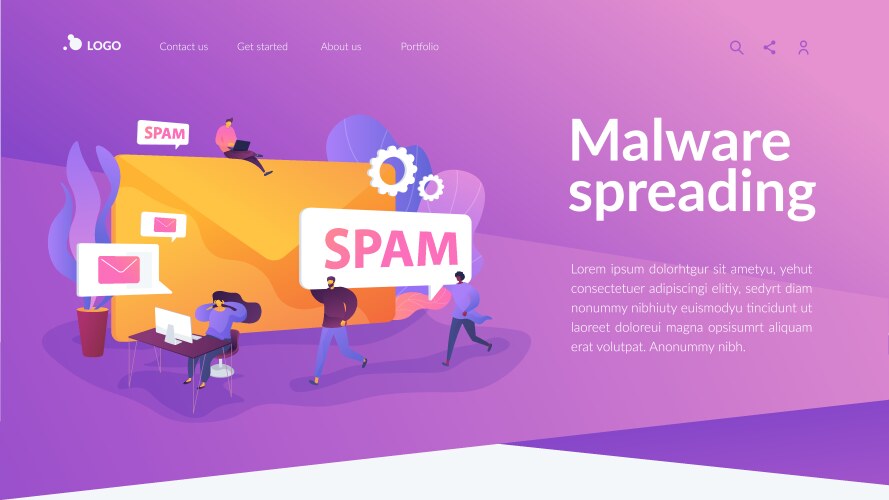 LOGO
Contact us
Get started
About us
Portfolio
SPAM
SPAM
Malware
spreading
Lorem ipsum dolorhtgur sit ametyu, yehut
consectetuer adipiscingi elitiy, sedyrt diam
nonummy nibhiuty euismodyu tincidunt ut
laoreet doloreui magna opsisumrt aliquam
erat volutpat. Anonummy nibh.